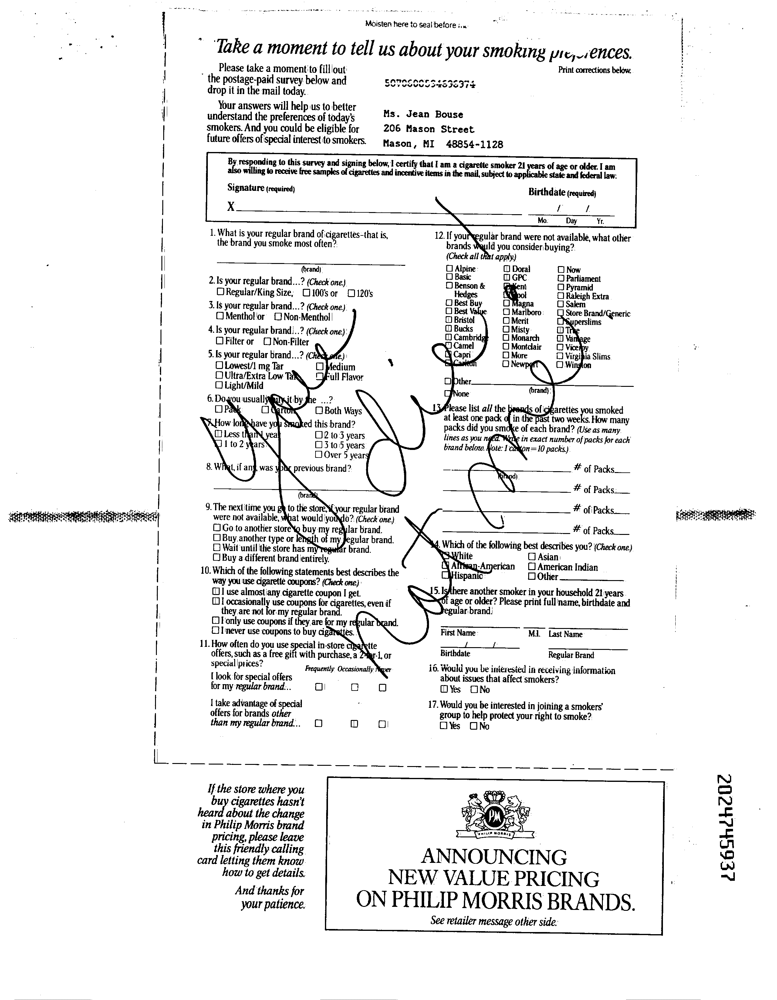 Moisten here to seal before
Take a moment to tell us about your smoking preferences.
Please take a moment to fill out
the postage-paid survey below and
drop it in the mail today.
Your answers will help us to better
understand the preferences of today's
smokers. And you could be eligible for
future offers of special interest to smokers.
Print corrections below.
Ms. Jean Bouse
206 Mason Street
Mason, MI 48854-1128
By responding to this survey and signing below, I certify that I am a cigarette smoker 21 years of age or older. I am
also willing to receive free samples of cigarettes and incentive items in the mail, subject to applicable state and federal law.
Signature (required)
Birthdate (required)
X
/ /
Mo. Day Yr.
1. What is your regular brand of cigarettes-that is,
the brand you smoke most often?
(brand)
2. Is your regular brand...? (Check one)
Regular/King Size, 100's or 120's
3. Is your regular brand...? (Check one)
Menthol or Non-Menthol
4. Is your regular brand...? (Check one)
Filter or Non-Filter
5. Is your regular brand...? (Check one)
Lowest/1 mg Tar Medium
Ultra/Extra Low Tar Full Flavor
Light/Mild
6. Do you usually buy it by the ...?
Pack Carton Both Ways
7. How long have you smoked this brand?
Less than 1 year 2 to 3 years
1 to 2 years 3 to 5 years
Over 5 years
8. What, if any, was your previous brand?
(brand)
9. The next time you go to the store, if your regular brand
were not available, what would you do? (Check one)
Go to another store to buy my regular brand.
Buy another type or length of my regular brand.
Wait until the store has my regular brand.
Buy a different brand entirely.
10. Which of the following statements best describes the
way you use cigarette coupons? (Check one)
I use almost any cigarette coupon I get.
I occasionally use coupons for cigarettes, even if
they are not for my regular brand.
I only use coupons if they are for my regular brand.
I never use coupons to buy cigarettes.
11. How often do you use special in-store cigarette
offers, such as a free gift with purchase, a 2-for-1, or
special prices?
Frequently Occasionally Never
I look for special offers
for my regular brand...
I take advantage of special
offers for brands other
than my regular brand...
12. If your regular brand were not available, what other
brands would you consider buying?
(Check all that apply)
Alpine Doral Now
Basic GPC Parliament
Benson & Kent Pyramid
Hedges Kool Raleigh Extra
Best Buy Magna Salem
Best Value Marlboro Store Brand/Generic
Bristol Merit Superslims
Bucks Misty True
Cambridge Monarch Vantage
Camel Montclair Viceroy
Capri More Virginia Slims
Carlton Newport Winston
Other
(brand)
None
13. Please list all the brands of cigarettes you smoked
at least one pack of in the past two weeks. How many
packs did you smoke of each brand? (Use as many
lines as you need. Write in exact number of packs for each
brand below. Note: 1 carton = 10 packs.)
# of Packs
(brand)
# of Packs
# of Packs
# of Packs
14. Which of the following best describes you? (Check one)
White Asian
African-American American Indian
Hispanic Other
15. Is there another smoker in your household 21 years
of age or older? Please print full name, birthdate and
regular brand.
First Name M.I. Last Name
/ /
Birthdate Regular Brand
16. Would you be interested in receiving information
about issues that affect smokers?
Yes No
17. Would you be interested in joining a smokers'
group to help protect your right to smoke?
Yes No
If the store where you
buy cigarettes hasn't
heard about the change
in Philip Morris brand
pricing, please leave
this friendly calling
card letting them know
how to get details.
And thanks for
your patience.
PM
PHILIP MORRIS
ANNOUNCING
NEW VALUE PRICING
ON PHILIP MORRIS BRANDS.
See retailer message other side.
2024745937